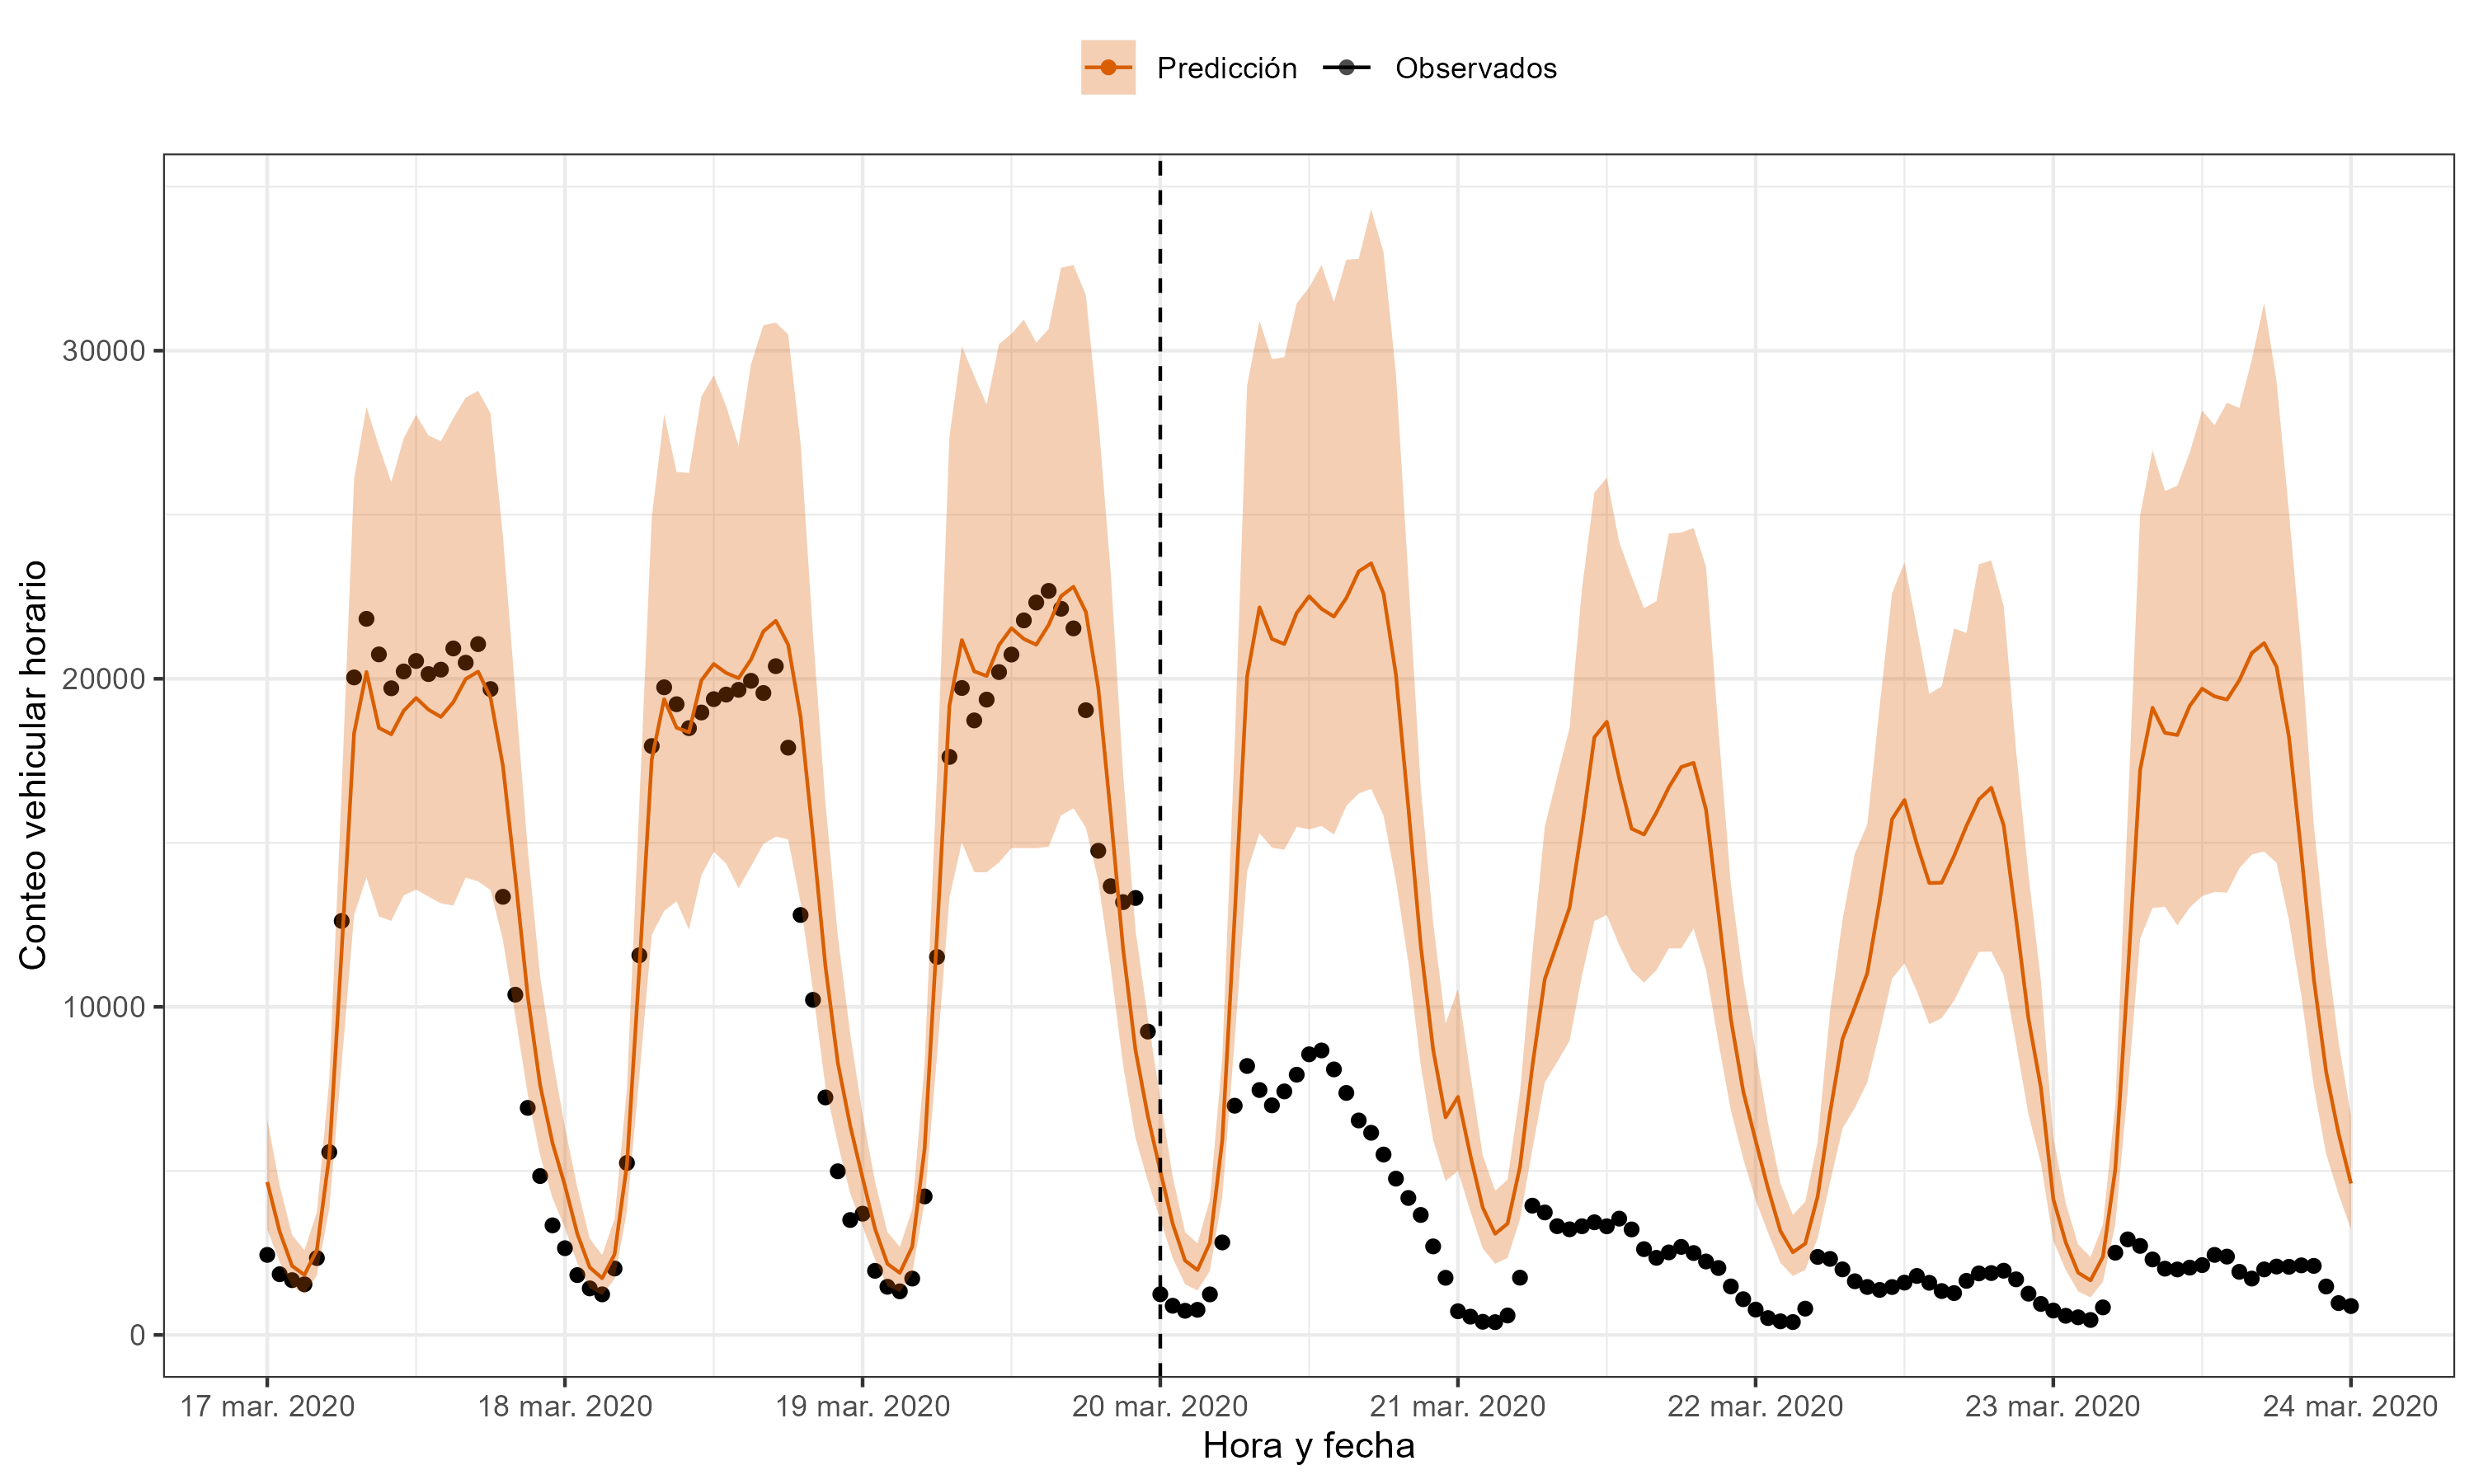 Predicción Observados
Conteo vehicular horario
30000
20000
10000
0
17 mar. 2020 18 mar. 2020 19 mar. 2020 20 mar. 2020 21 mar. 2020 22 mar. 2020 23 mar. 2020 24 mar. 2020
Hora y fecha